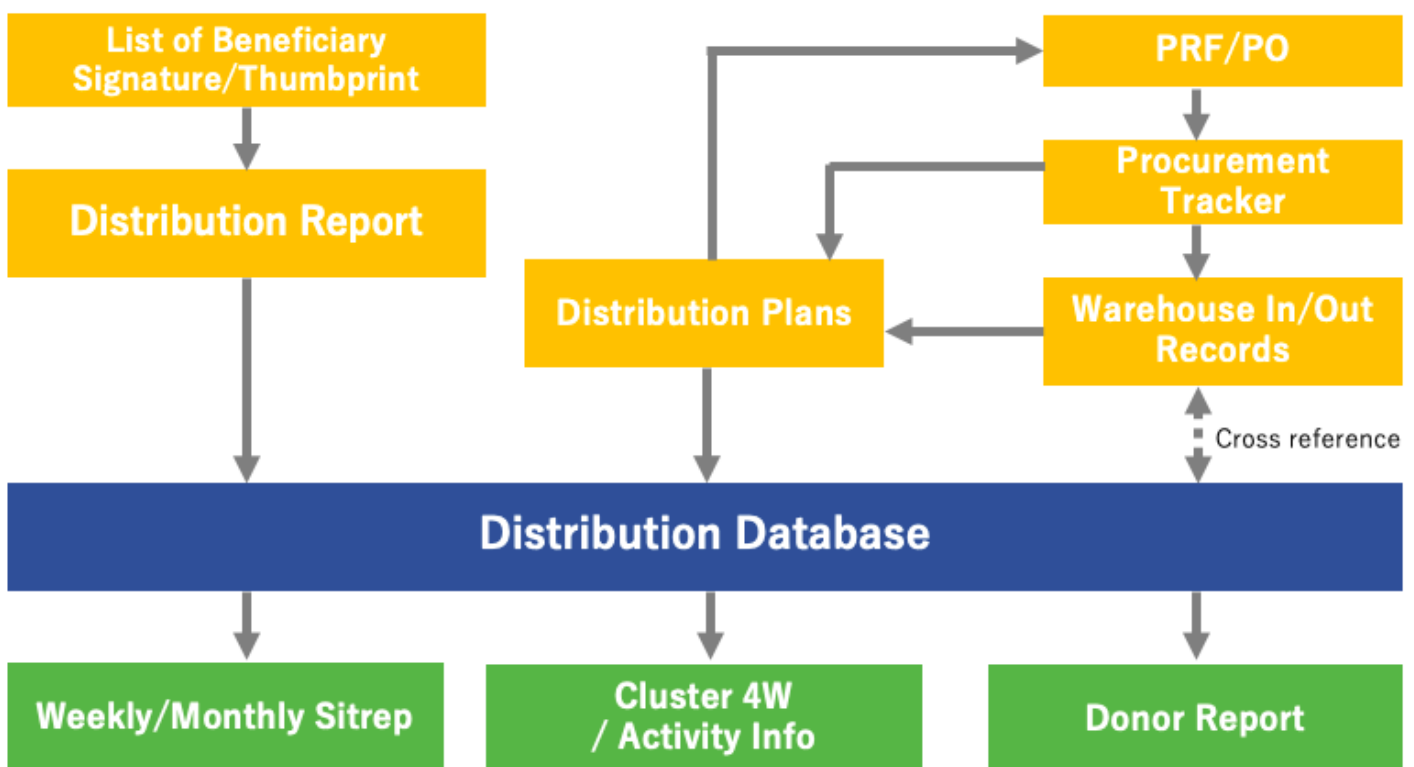 List of Beneficiary
Signature/Thumbprint
PRF/PO
Distribution Report
Procurement
Tracker
Distribution Plans
Warehouse In/Out
Records
Cross reference
Distribution Database
Weekly/Monthly Sitrep
Cluster 4W
/ Activity Info
Donor Report